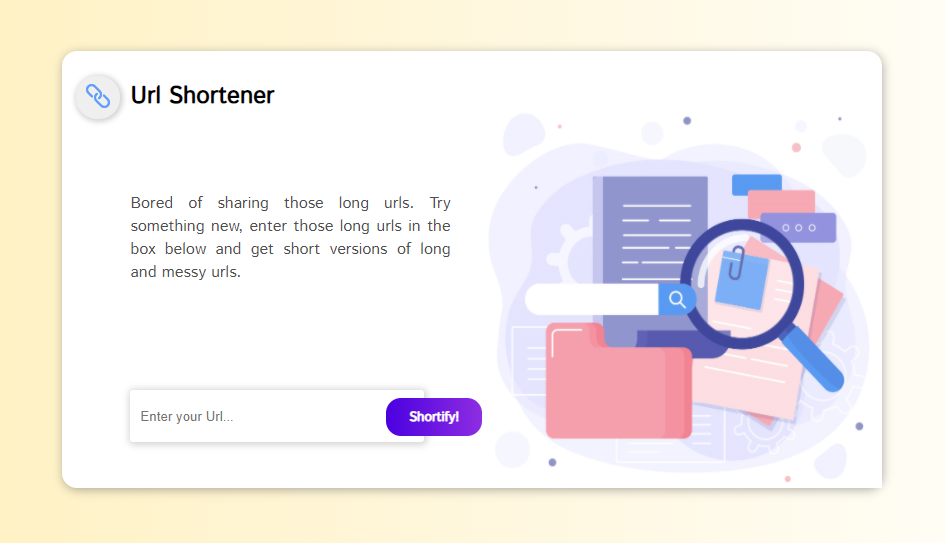 Url Shortener
Bored of sharing those long urls. Try
something new, enter those long urls in the
box below and get short versions of long
and messy urls.
Enter your Url...
Shortify!